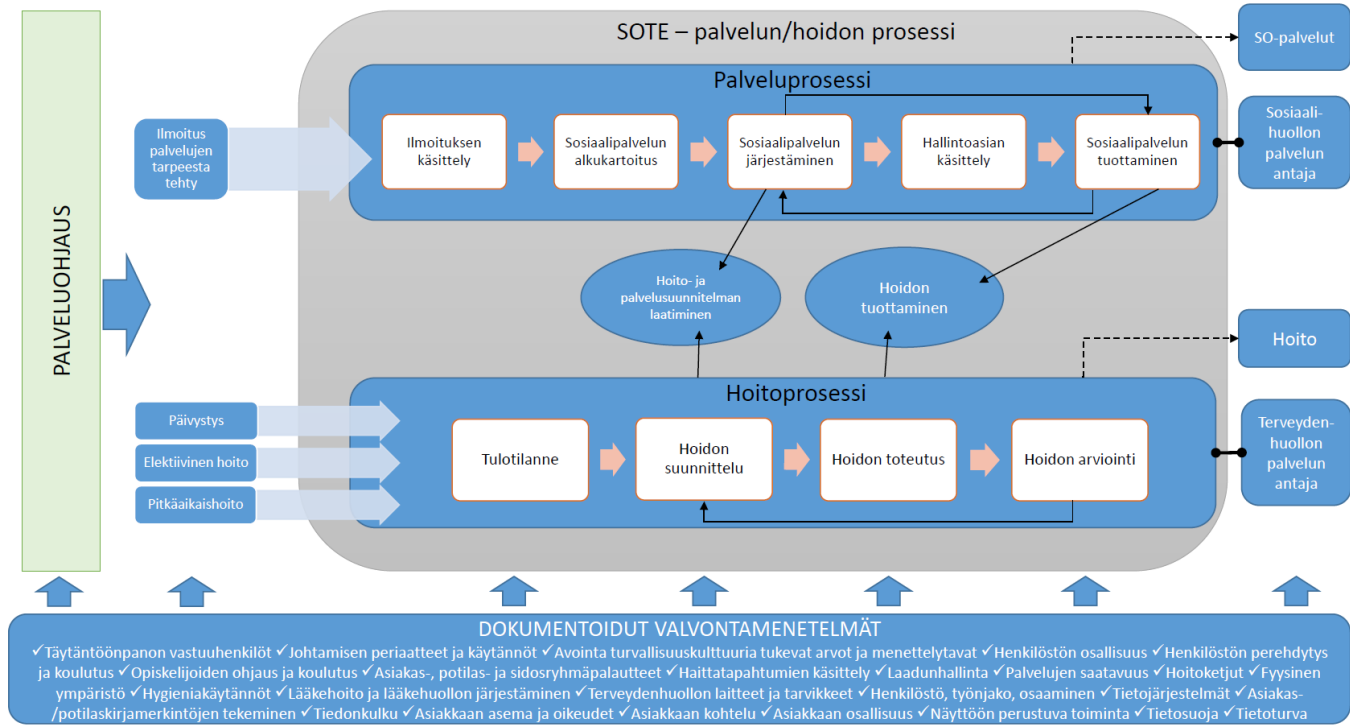 SOTE – palvelun/hoidon prosessi
SO-palvelut
Palveluprosessi
Ilmoitus
palvelujen
tarpeesta
tehty
Ilmoituksen
käsittely
Sosiaalipalvelun
alkukartoitus
Sosiaalipalvelun
järjestäminen
Hallintoasian
käsittely
Sosiaalipalvelun
tuottaminen
Sosiaali-
huollon
palvelun
antaja
PALVELUOHJAUS
Hoito- ja
palvelusuunnitelman
laatiminen
Hoidon
tuottaminen
Hoito
Hoitoprosessi
Päivystys
Elektiivinen hoito
Pitkäaikaishoito
Tulotilanne
Hoidon
suunnittelu
Hoidon toteutus
Hoidon arviointi
Terveyden-
huollon
palvelun
antaja
DOKUMENTOIDUT VALVONTAMENETELMÄT
✓Täytäntöönpanon vastuuhenkilöt ✓Johtamisen periaatteet ja käytännöt ✓Avointa turvallisuuskulttuuria tukevat arvot ja menettelytavat ✓Henkilöstön osallisuus ✓Henkilöstön perehdytys
ja koulutus ✓Opiskelijoiden ohjaus ja koulutus ✓Asiakas-, potilas- ja sidosryhmäpalautteet ✓Haittatapahtumien käsittely ✓Laadunhallinta ✓Palvelujen saatavuus ✓Hoitoketjut ✓Fyysinen
ympäristö ✓Hygieniakäytännöt ✓Lääkehoito ja lääkehuollon järjestäminen ✓Terveydenhuollon laitteet ja tarvikkeet ✓Henkilöstö, työnjako, osaaminen ✓Tietojärjestelmät ✓Asiakas-
/potilaskirjamerkintöjen tekeminen ✓Tiedonkulku ✓Asiakkaan asema ja oikeudet ✓Asiakkaan kohtelu ✓Asiakkaan osallisuus ✓Näyttöön perustuva toiminta ✓Tietosuoja ✓Tietoturva